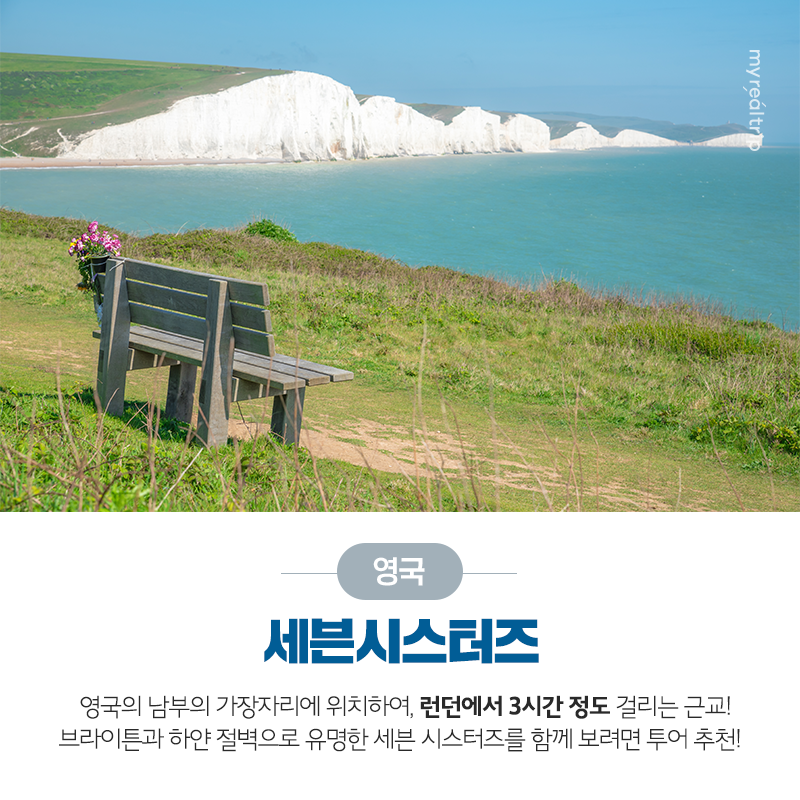 myrealtrip
영국
세븐시스터즈
영국의 남부의 가장자리에 위치하여, 런던에서 3시간 정도 걸리는 근교!
브라이튼과 하얀 절벽으로 유명한 세븐 시스터즈를 함께 보려면 투어 추천!